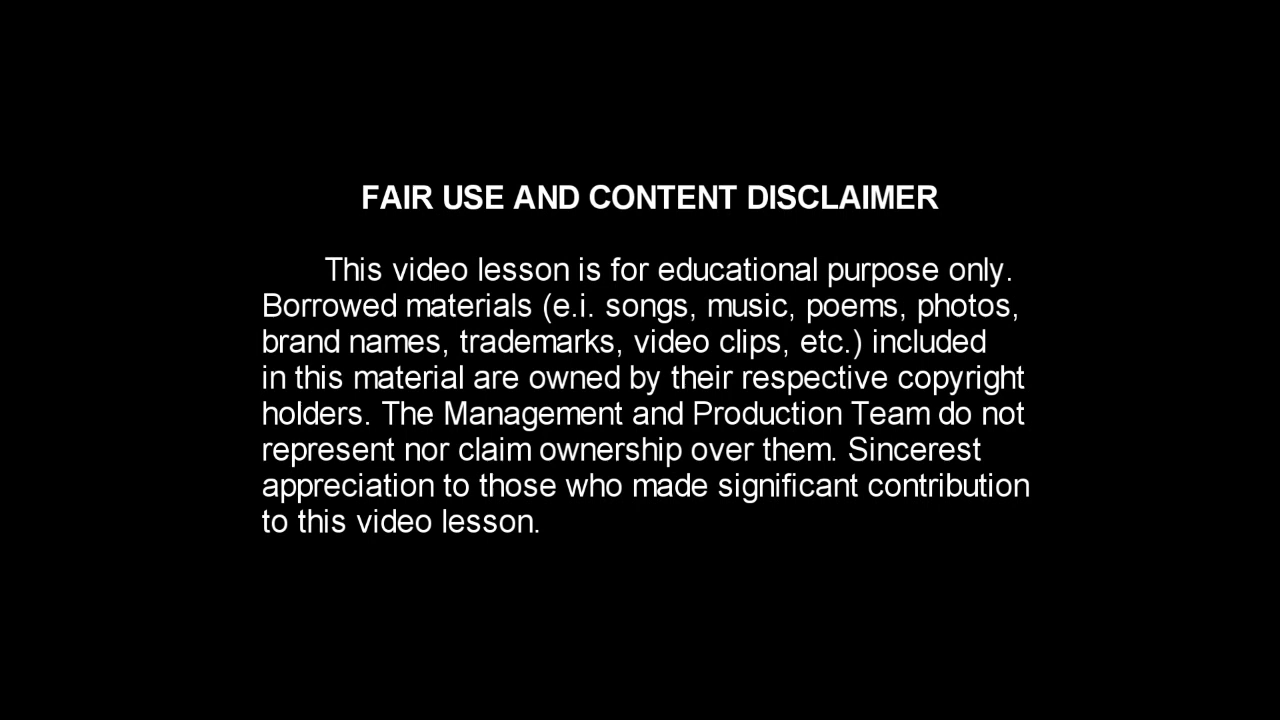 FAIR USE AND CONTENT DISCLAIMER
This video lesson is for educational purpose only.
Borrowed materials (e.i. songs, music, poems, photos,
brand names, trademarks, video clips, etc.) included
in this material are owned by their respective copyright
holders. The Management and Production Team do not
represent nor claim ownership over them. Sincerest
appreciation to those who made significant contribution
to this video lesson.